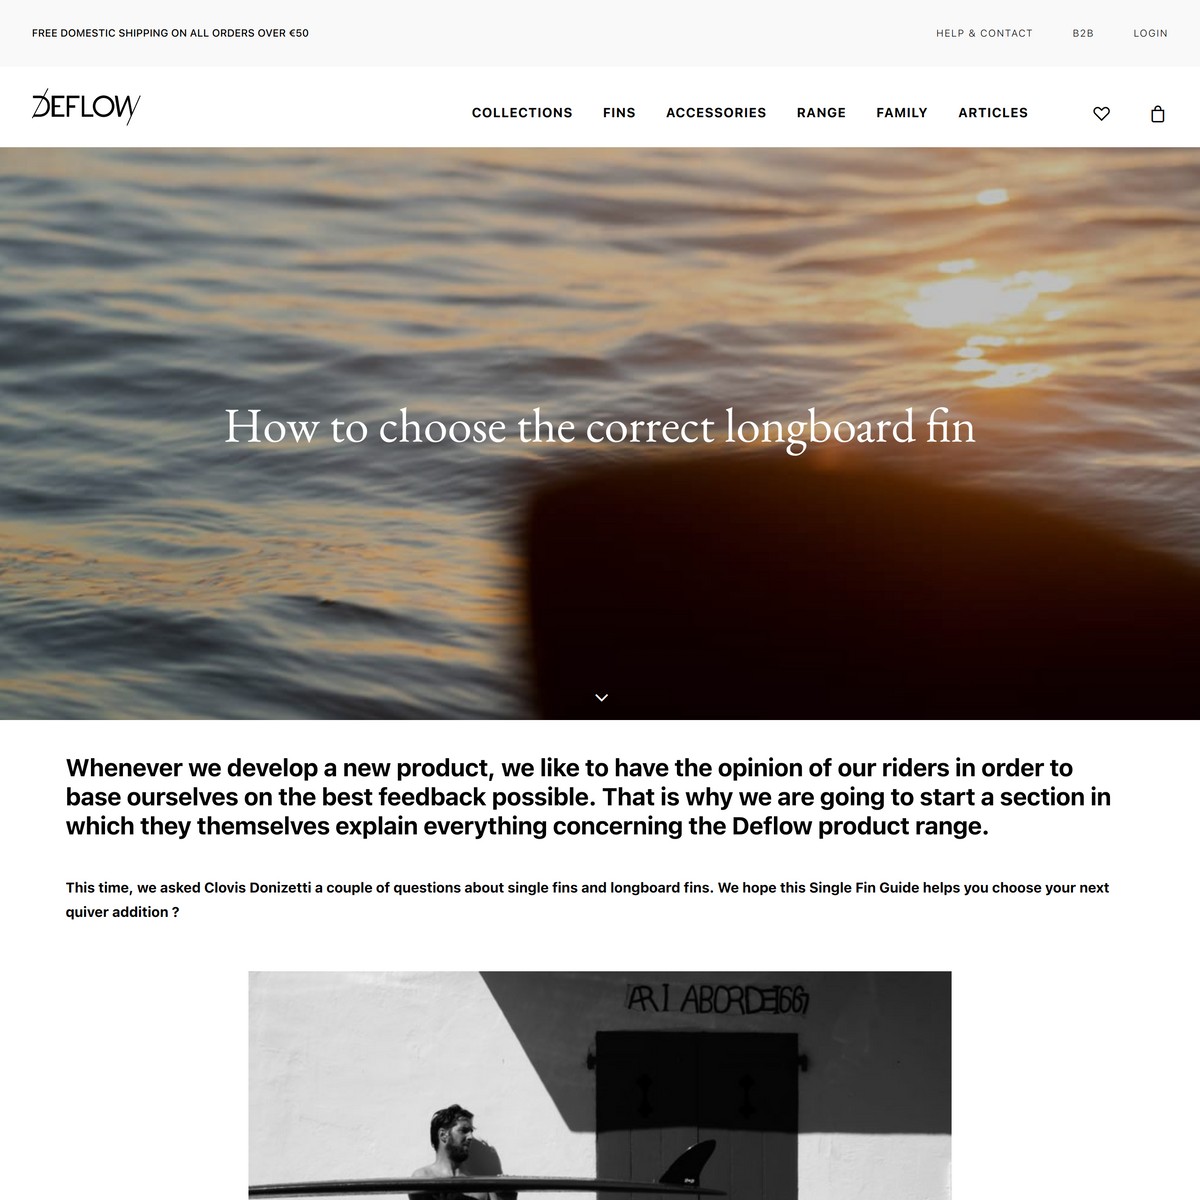 FREE DOMESTIC SHIPPING ON ALL ORDERS OVER €50
HELP & CONTACT
B2B
LOGIN
DEFLOW
COLLECTIONS
FINS
ACCESSORIES
RANGE
FAMILY
ARTICLES
How to choose the correct longboard fin
Whenever we develop a new product, we like to have the opinion of our riders in order to
base ourselves on the best feedback possible. That is why we are going to start a section in
which they themselves explain everything concerning the Deflow product range.
This time, we asked Clovis Donizetti a couple of questions about single fins and longboard fins. We hope this Single Fin Guide helps you choose your next
quiver addition ?